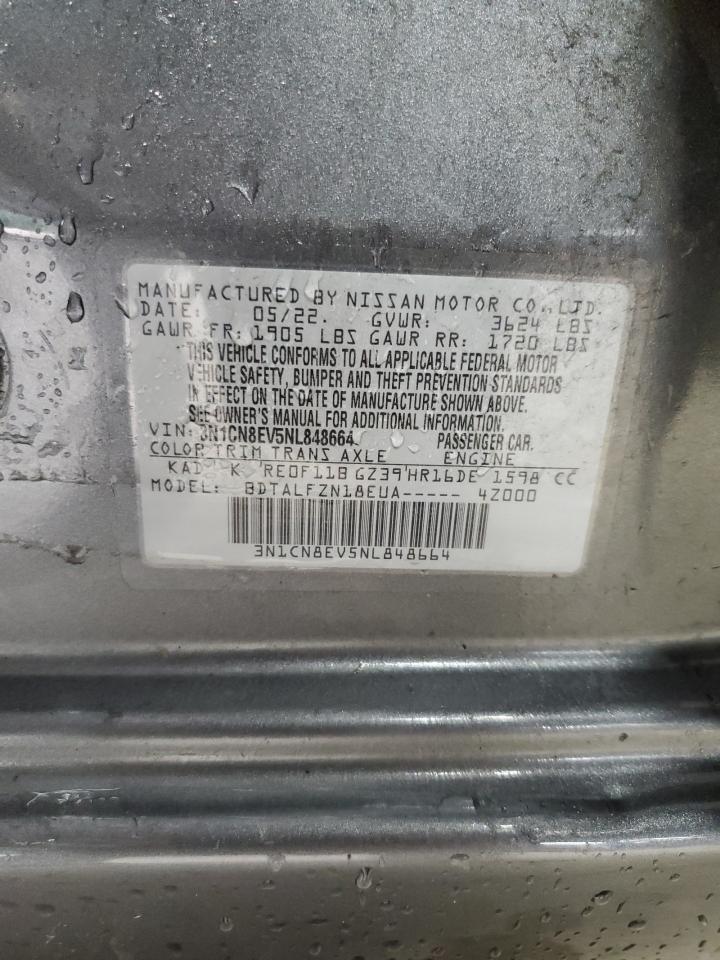 MANUFACTURED BY NISSAN MOTOR CO., LTD.
DATE: 05/22. GVWR: 3624 LBS
GAWR FR: 1905 LBS GAWR RR: 1720 LBS
THIS VEHICLE CONFORMS TO ALL APPLICABLE FEDERAL MOTOR
VEHICLE SAFETY, BUMPER AND THEFT PREVENTION STANDARDS
IN EFFECT ON THE DATE OF MANUFACTURE SHOWN ABOVE.
SEE OWNER'S MANUAL FOR ADDITIONAL INFORMATION.
VIN: 3N1CN8EV5NL848664 PASSENGER CAR.
COLOR TRIM TRANS AXLE ENGINE
KAD K RE0F11B GZ39 HR16DE 1598 CC
MODEL: BDTALFZN18EUA----- 4Z000
3N1CN8EV5NL848664